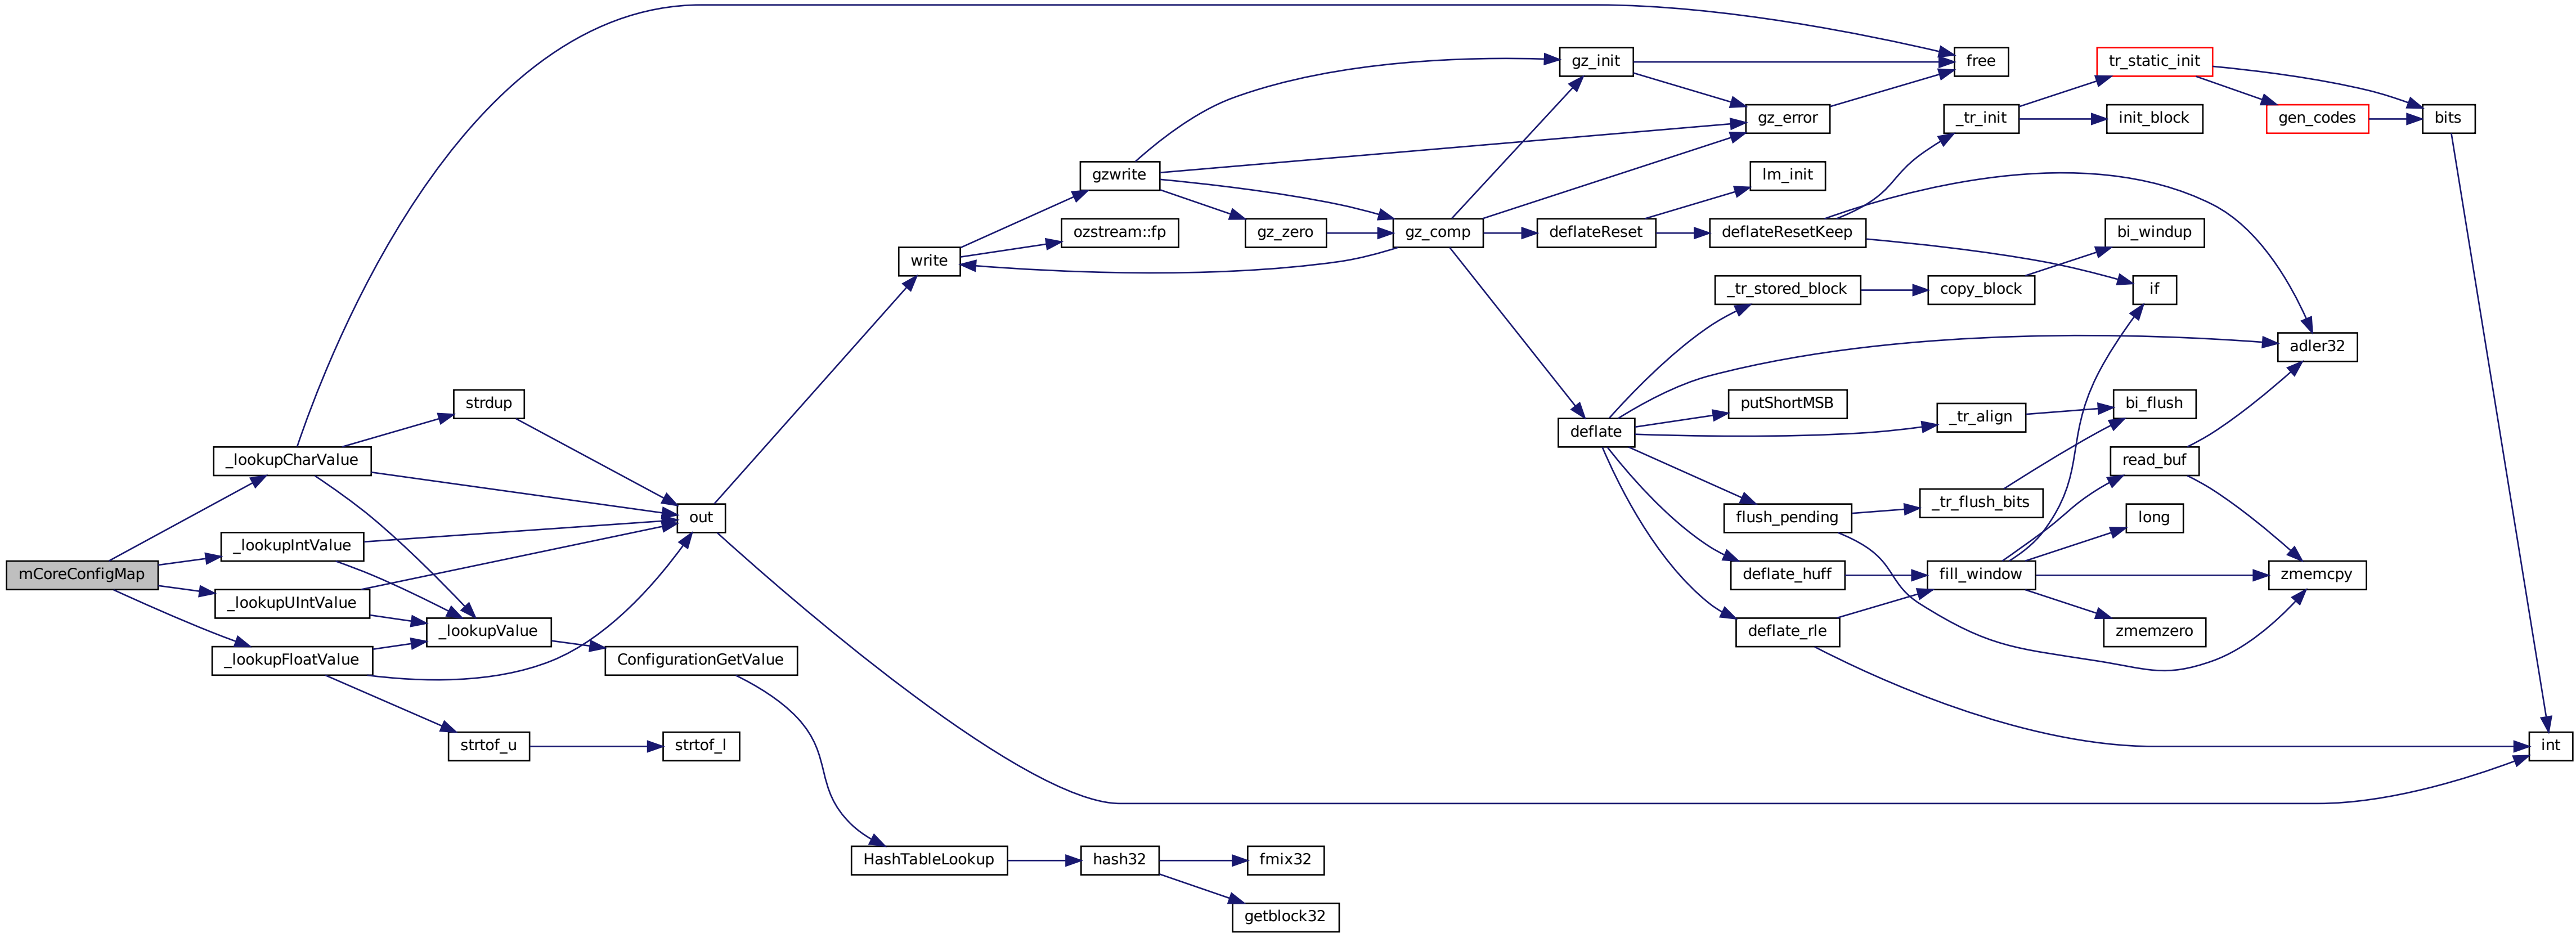 mCoreConfigMap
_lookupCharValue
_lookupIntValue
_lookupUIntValue
_lookupFloatValue
strdup
_lookupValue
strtof_u
out
ConfigurationGetValue
strtof_l
write
HashTableLookup
gzwrite
ozstream::fp
hash32
gz_zero
fmix32
getblock32
gz_comp
gz_init
deflateReset
deflate
gz_error
lm_init
deflateResetKeep
_tr_stored_block
putShortMSB
flush_pending
deflate_huff
deflate_rle
free
_tr_init
copy_block
_tr_align
_tr_flush_bits
fill_window
tr_static_init
init_block
bi_windup
if
bi_flush
read_buf
long
zmemzero
gen_codes
adler32
zmemcpy
bits
int